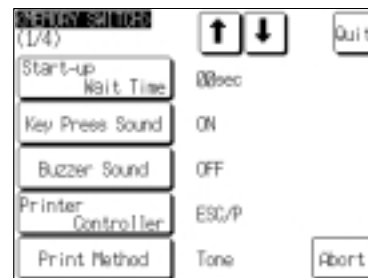 <MEMORY SWITCH>
(1/4)
Quit
Start-up
Wait Time
00sec
Key Press Sound
ON
Buzzer Sound
OFF
Printer
Controller
ESC/P
Print Method
Tone
Abort